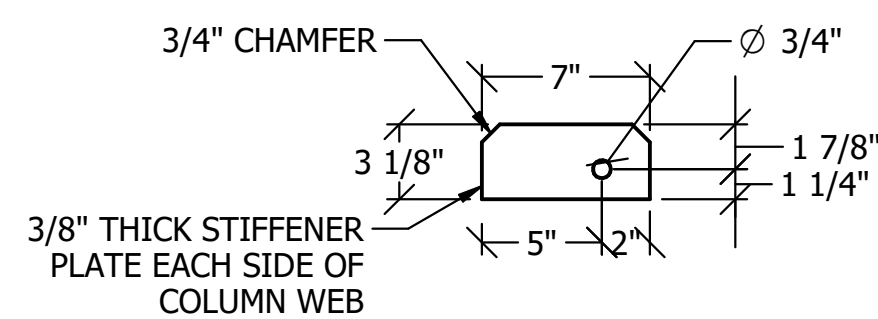 3/4" CHAMFER
Ø 3/4"
7"
3 1/8"
1 7/8"
1 1/4"
3/8" THICK STIFFENER
PLATE EACH SIDE OF
COLUMN WEB
5"
2"